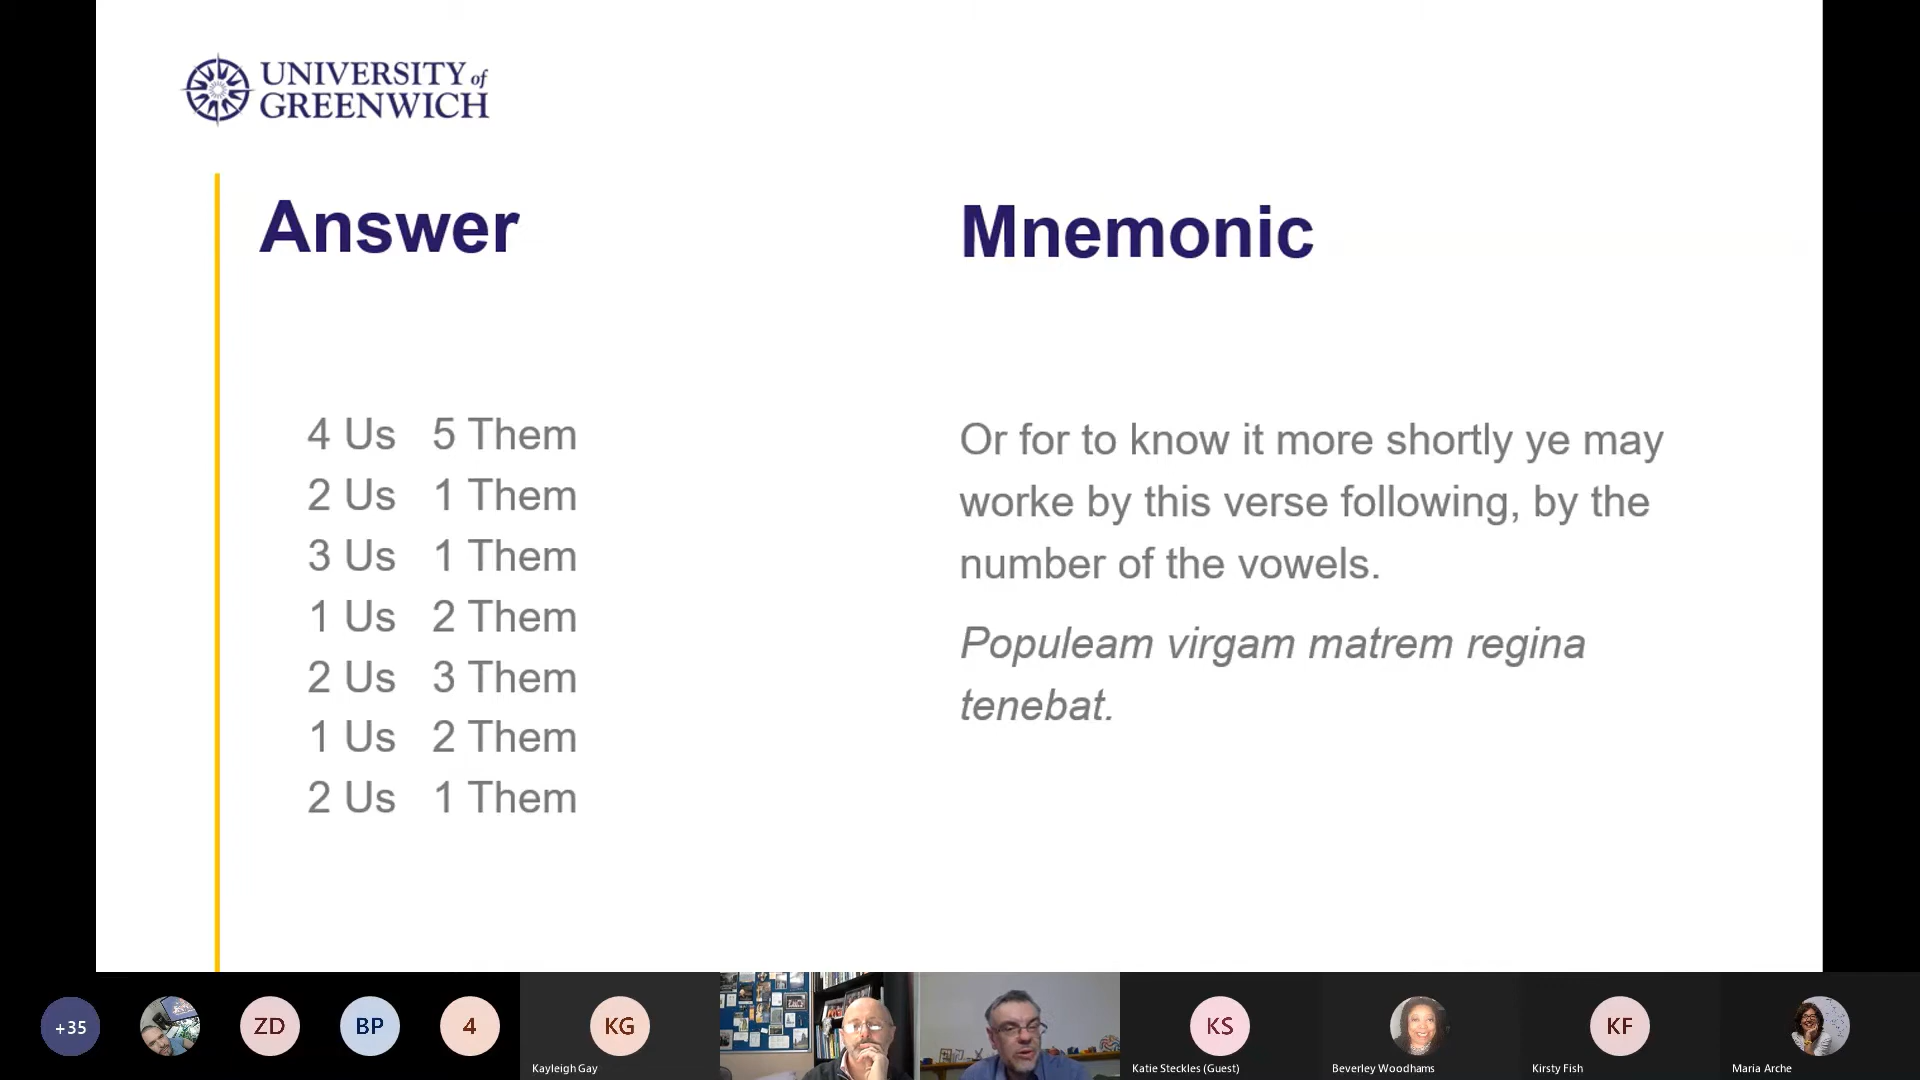 UNIVERSITY of
GREENWICH
Answer
4 Us 5 Them
2 Us 1 Them
3 Us 1 Them
1 Us 2 Them
2 Us 3 Them
1 Us 2 Them
2 Us 1 Them
Mnemonic
Or for to know it more shortly ye may
worke by this verse following, by the
number of the vowels.
Populeam virgam matrem regina
tenebat.
+35
ZD
BP
4
KG
Kayleigh Gay
KS
Katie Steckles (Guest)
Beverley Woodhams
KF
Kirsty Fish
Maria Arche